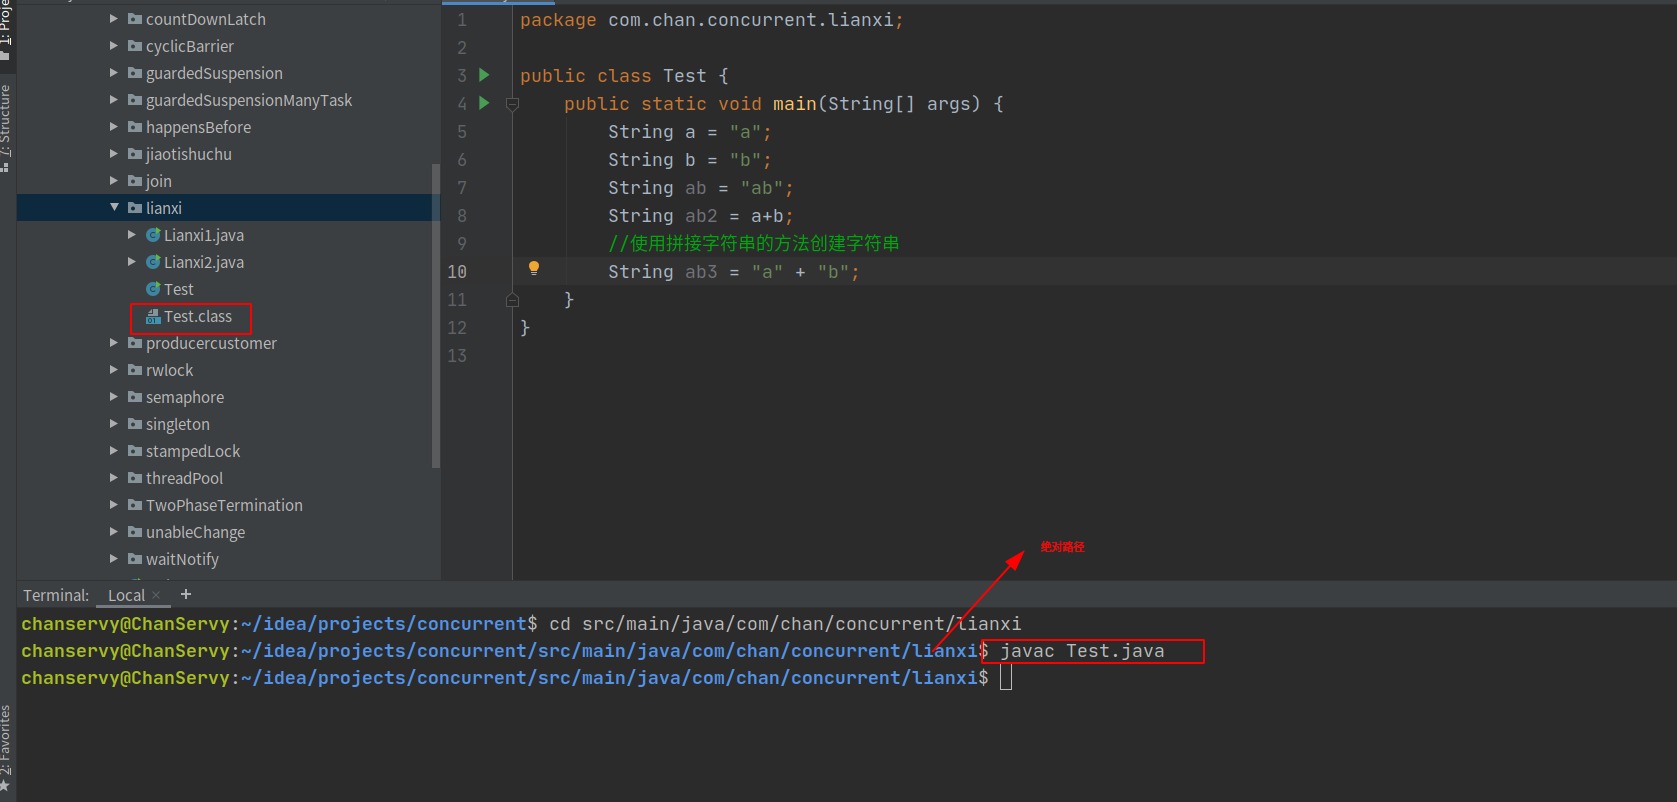 1: Proje
7: Structure
2: Favorites
countDownLatch
cyclicBarrier
guardedSuspension
guardedSuspensionManyTask
happensBefore
jiaotishuchu
join
lianxi
Lianxi1.java
Lianxi2.java
Test
Test.class
producercustomer
rwlock
semaphore
singleton
stampedLock
threadPool
TwoPhaseTermination
unableChange
waitNotify
1 package com.chan.concurrent.lianxi;
2
3 public class Test {
4 public static void main(String[] args) {
5 String a = "a";
6 String b = "b";
7 String ab = "ab";
8 String ab2 = a+b;
9 //使用拼接字符串的方法创建字符串
10 String ab3 = "a" + "b";
11 }
12 }
13
绝对路径
Terminal: Local × +
chanservy@ChanServy:~/idea/projects/concurrent$ cd src/main/java/com/chan/concurrent/lianxi
chanservy@ChanServy:~/idea/projects/concurrent/src/main/java/com/chan/concurrent/lianxi$ javac Test.java
chanservy@ChanServy:~/idea/projects/concurrent/src/main/java/com/chan/concurrent/lianxi$